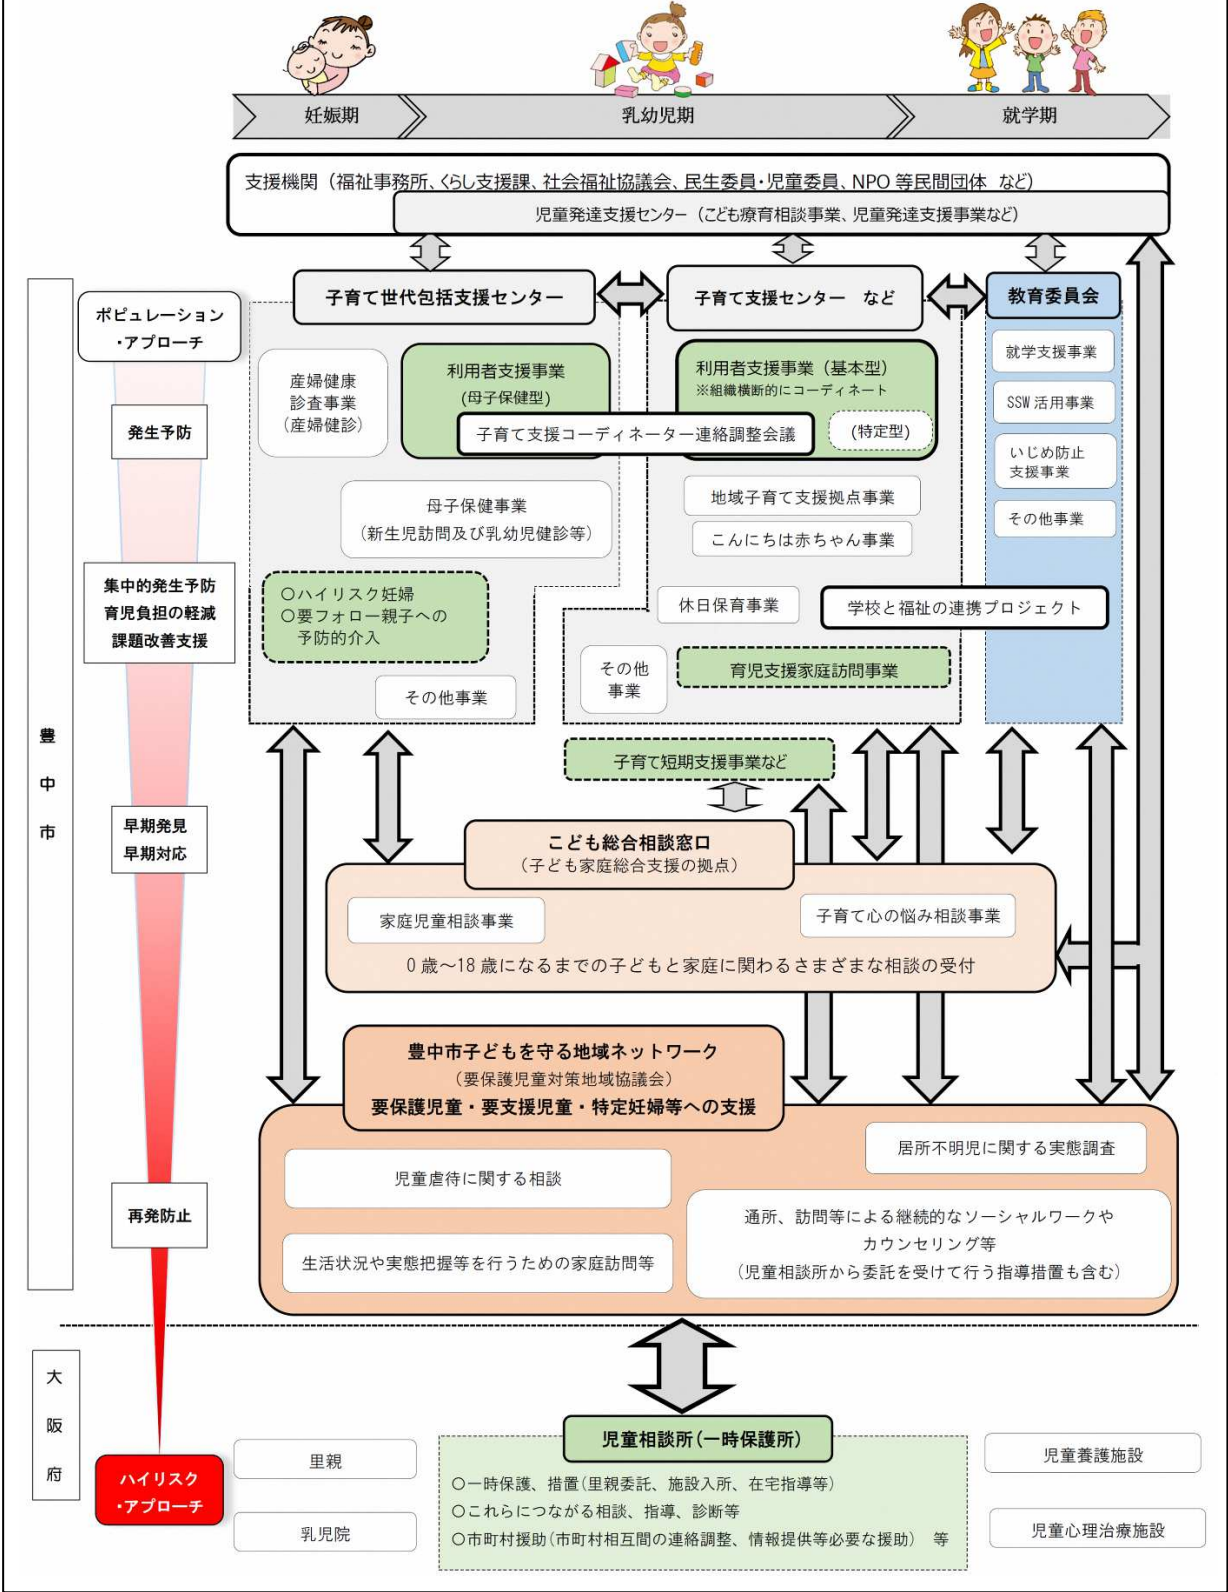 妊娠期
乳幼児期
就学期
支援機関（福祉事務所、くらし支援課、社会福祉協議会、民生委員・児童委員、NPO 等民間団体 など）
児童発達支援センター（こども療育相談事業、児童発達支援事業など）
豊中市
ポピュレーション
・アプローチ
発生予防
集中的発生予防
育児負担の軽減
課題改善支援
早期発見
早期対応
再発防止
子育て世代包括支援センター
産婦健康
診査事業
（産婦健診）
利用者支援事業
(母子保健型)
子育て支援センター など
利用者支援事業（基本型）
※組織横断的にコーディネート
(特定型)
子育て支援コーディネーター連絡調整会議
教育委員会
就学支援事業
SSW 活用事業
いじめ防止
支援事業
その他事業
母子保健事業
（新生児訪問及び乳幼児健診等）
地域子育て支援拠点事業
こんにちは赤ちゃん事業
○ハイリスク妊婦
○要フォロー親子への
予防的介入
その他事業
休日保育事業
学校と福祉の連携プロジェクト
その他
事業
育児支援家庭訪問事業
子育て短期支援事業など
こども総合相談窓口
（子ども家庭総合支援の拠点）
家庭児童相談事業
子育て心の悩み相談事業
0 歳～18 歳になるまでの子どもと家庭に関わるさまざまな相談の受付
豊中市子どもを守る地域ネットワーク
（要保護児童対策地域協議会）
要保護児童・要支援児童・特定妊婦等への支援
居所不明児に関する実態調査
児童虐待に関する相談
通所、訪問等による継続的なソーシャルワークや
カウンセリング等
(児童相談所から委託を受けて行う指導措置も含む)
生活状況や実態把握等を行うための家庭訪問等
大阪府
ハイリスク
・アプローチ
里親
乳児院
児童相談所(一時保護所)
○一時保護、措置(里親委託、施設入所、在宅指導等)
○これらにつながる相談、指導、診断等
○市町村援助(市町村相互間の連絡調整、情報提供等必要な援助) 等
児童養護施設
児童心理治療施設